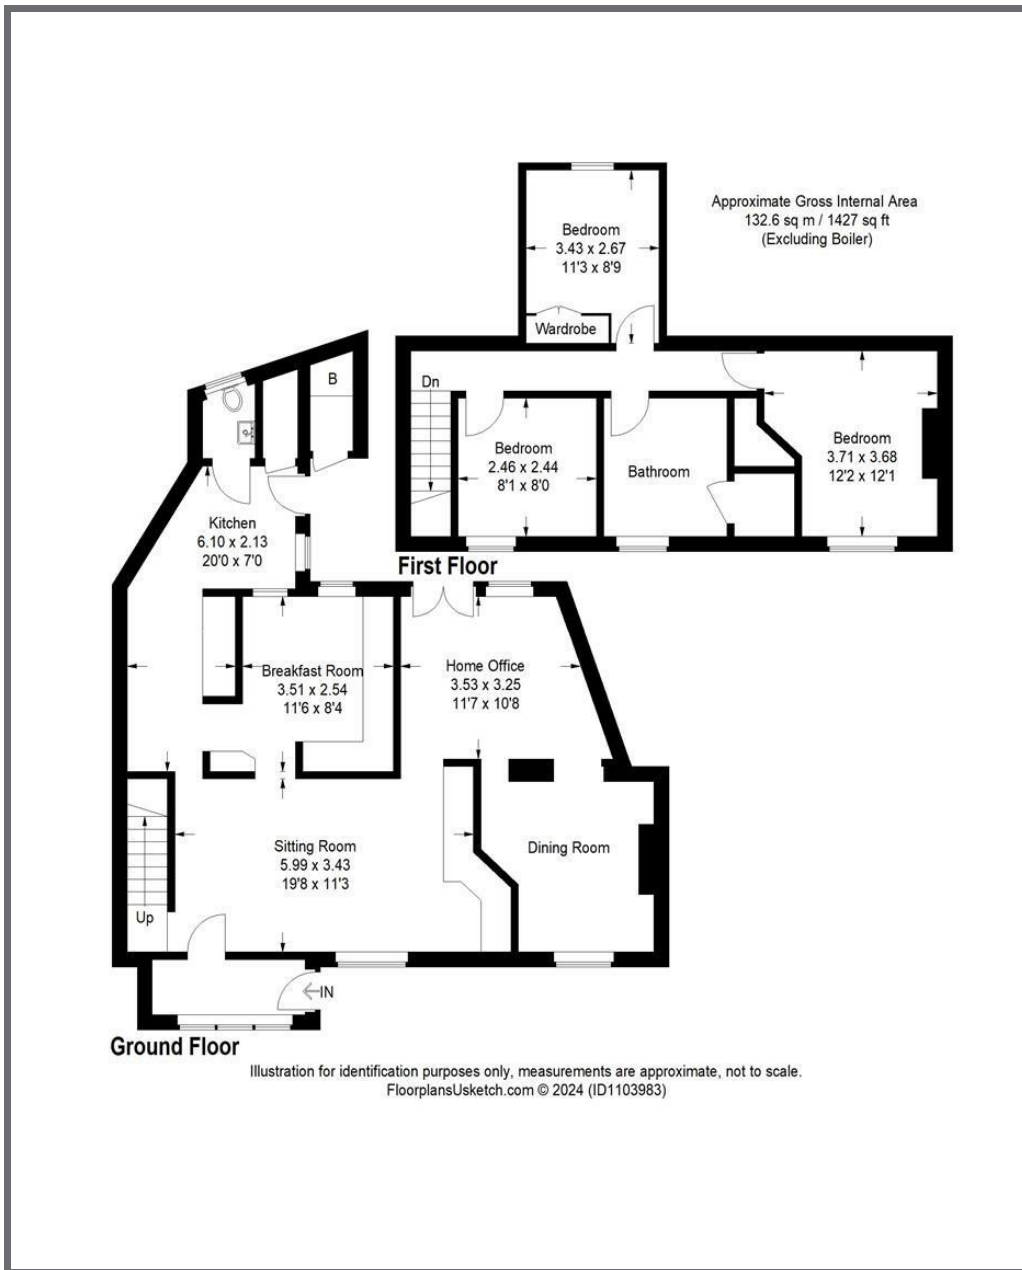 Approximate Gross Internal Area
132.6 sq m / 1427 sq ft
(Excluding Boiler)
Bedroom
3.43 x 2.67
11'3 x 8'9
Wardrobe
Dn
Bedroom
2.46 x 2.44
8'1 x 8'0
Bathroom
Bedroom
3.71 x 3.68
12'2 x 12'1
First Floor
B
Kitchen
6.10 x 2.13
20'0 x 7'0
Breakfast Room
3.51 x 2.54
11'6 x 8'4
Home Office
3.53 x 3.25
11'7 x 10'8
Sitting Room
5.99 x 3.43
19'8 x 11'3
Dining Room
Up
IN
Ground Floor
Illustration for identification purposes only, measurements are approximate, not to scale.
FloorplansUsketch.com © 2024 (ID1103983)